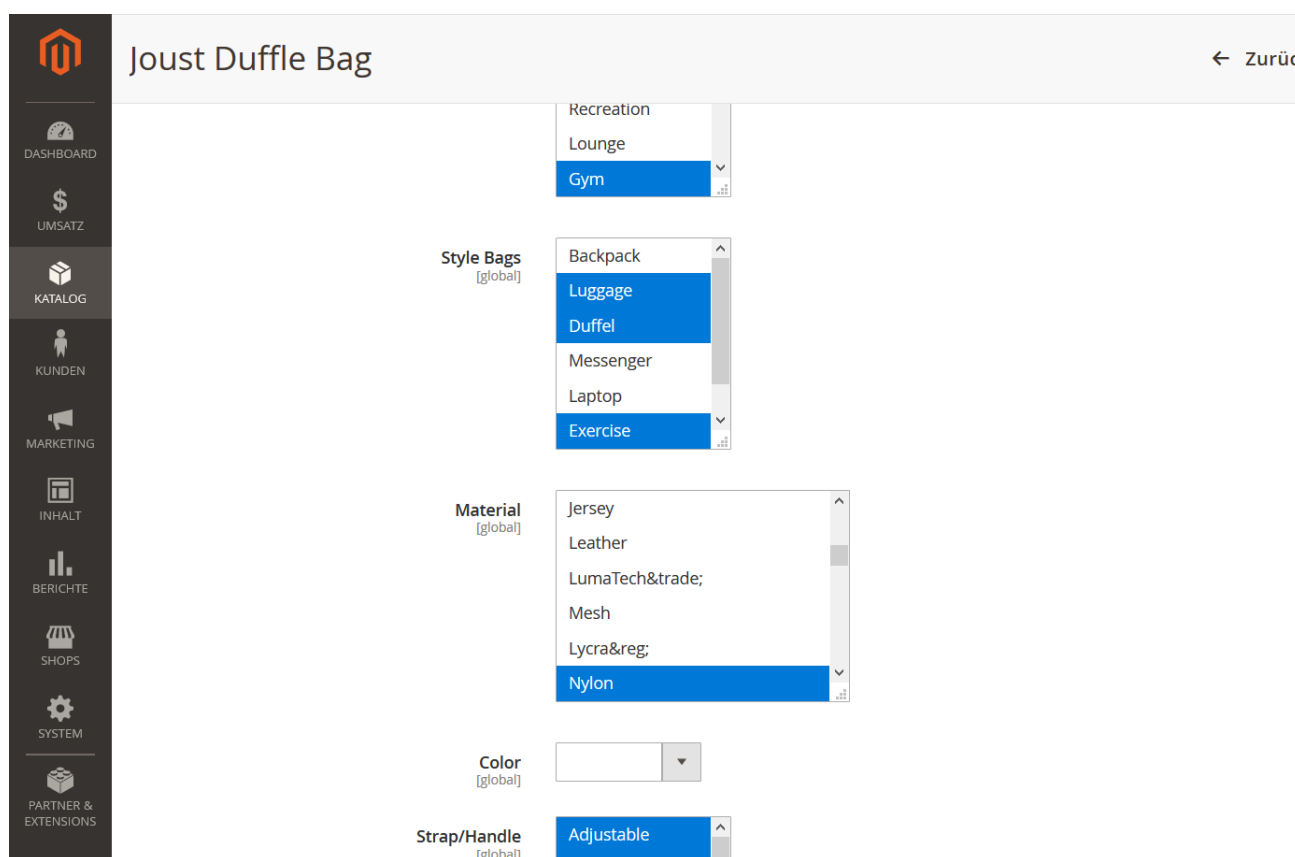 Joust Duffle Bag
← Zurüc
DASHBOARD
UMSATZ
KATALOG
KUNDEN
MARKETING
INHALT
BERICHTE
SHOPS
SYSTEM
PARTNER &
EXTENSIONS
Recreation
Lounge
Gym
Style Bags
[global]
Backpack
Luggage
Duffel
Messenger
Laptop
Exercise
Material
[global]
Jersey
Leather
LumaTech&trade;
Mesh
Lycra&reg;
Nylon
Color
[global]
Strap/Handle
[global]
Adjustable